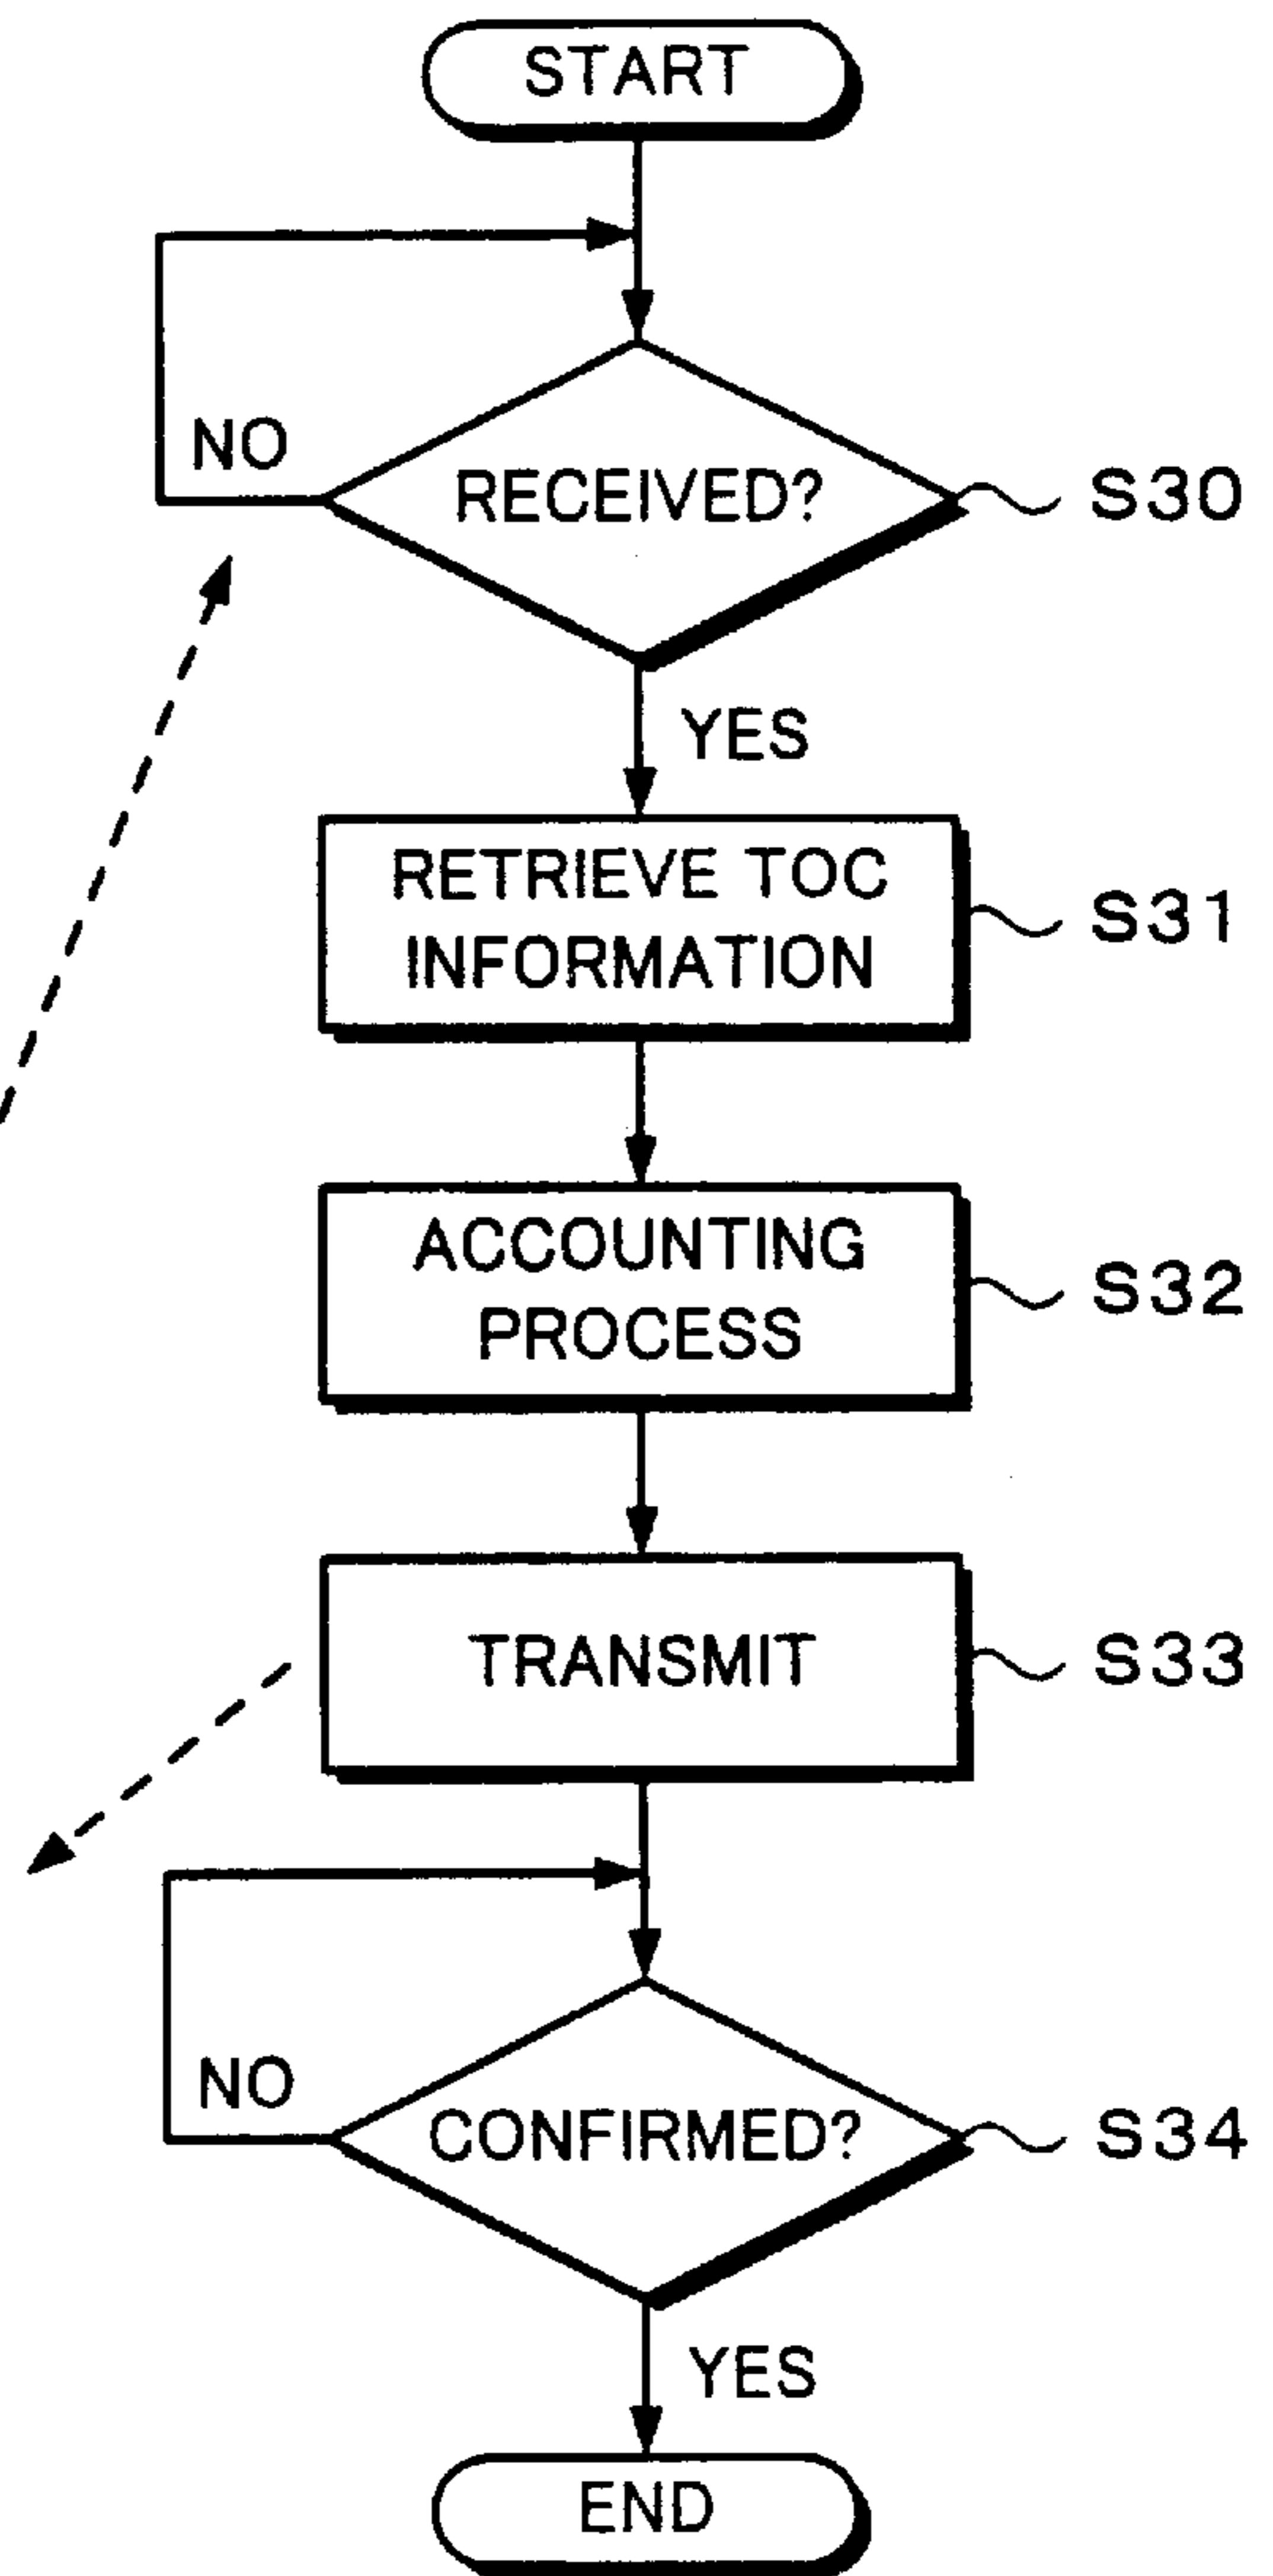 START
NO
RECEIVED?
S30
YES
RETRIEVE TOC
INFORMATION
S31
ACCOUNTING
PROCESS
S32
TRANSMIT
S33
NO
CONFIRMED?
S34
YES
END